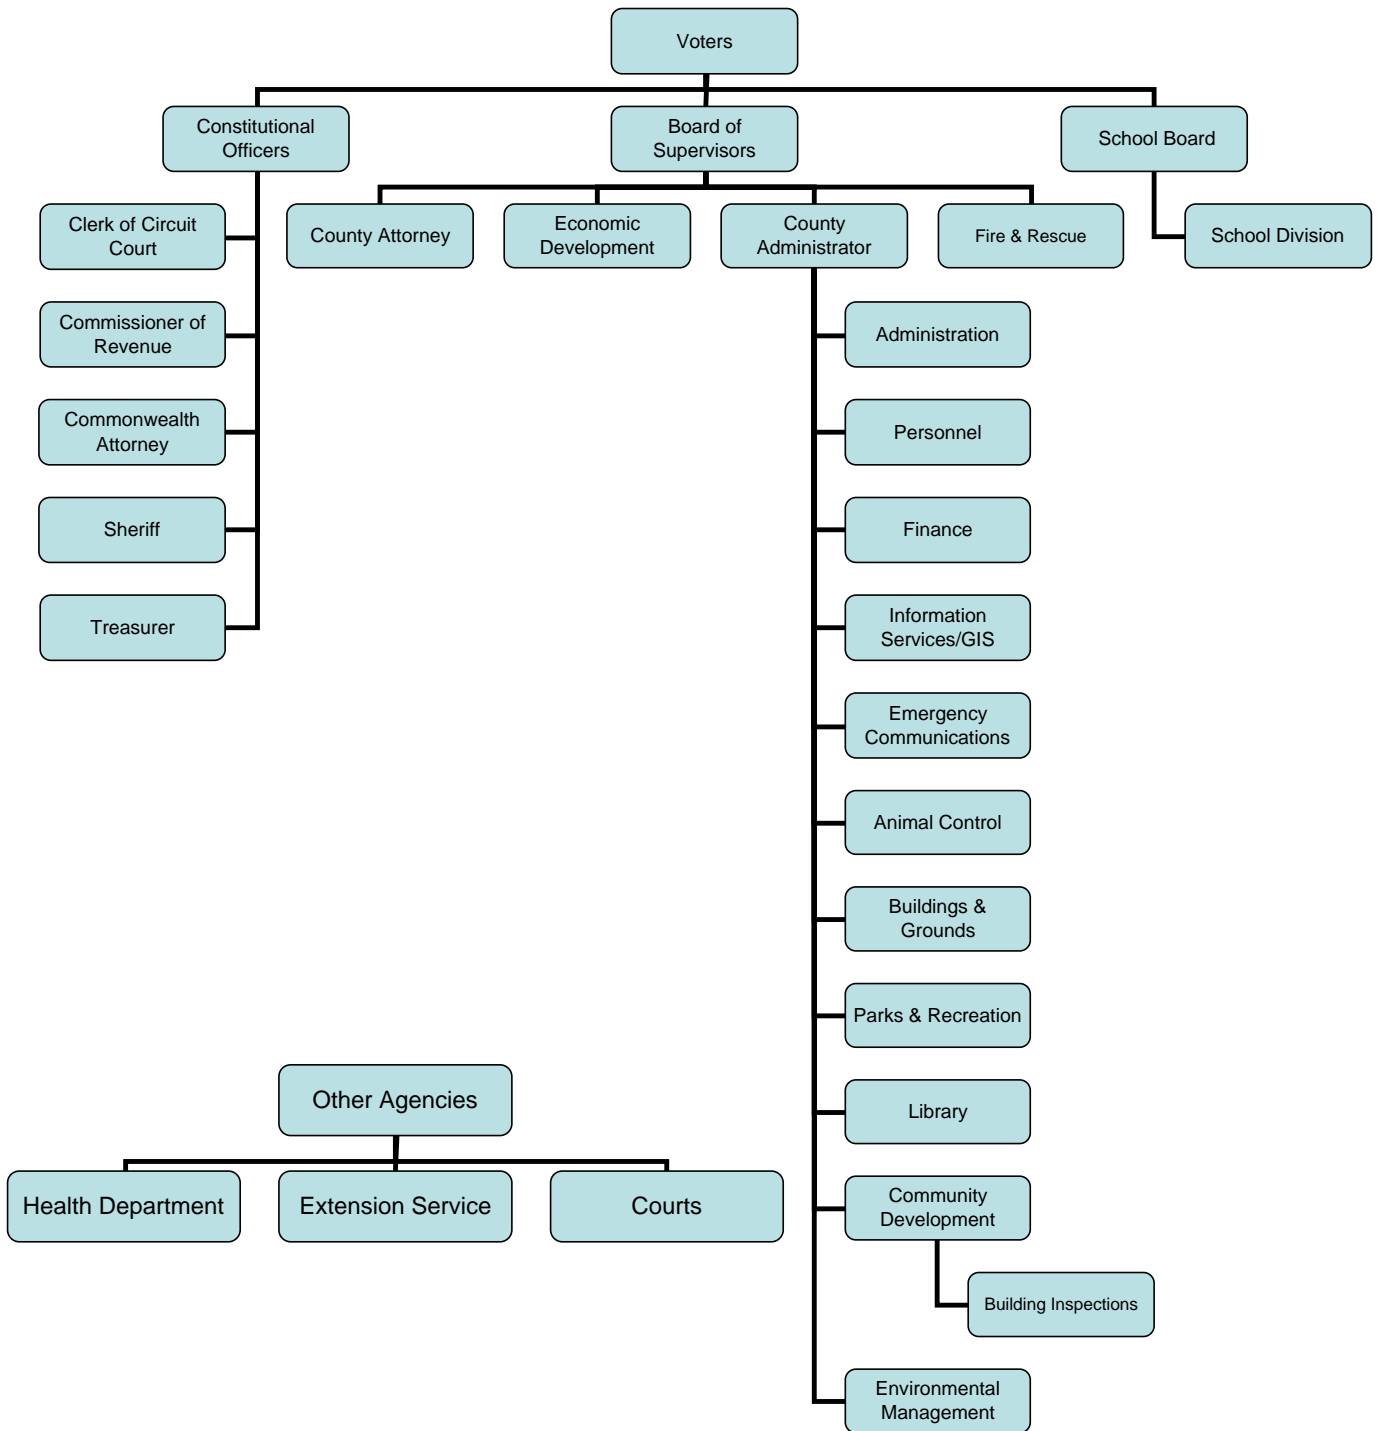 Voters
Constitutional
Officers
Board of
Supervisors
School Board
Clerk of Circuit
Court
County Attorney
Economic
Development
County
Administrator
Fire & Rescue
School Division
Commissioner of
Revenue
Administration
Commonwealth
Attorney
Personnel
Sheriff
Finance
Treasurer
Information
Services/GIS
Emergency
Communications
Animal Control
Buildings &
Grounds
Parks & Recreation
Other Agencies
Library
Health Department
Extension Service
Courts
Community
Development
Building Inspections
Environmental
Management